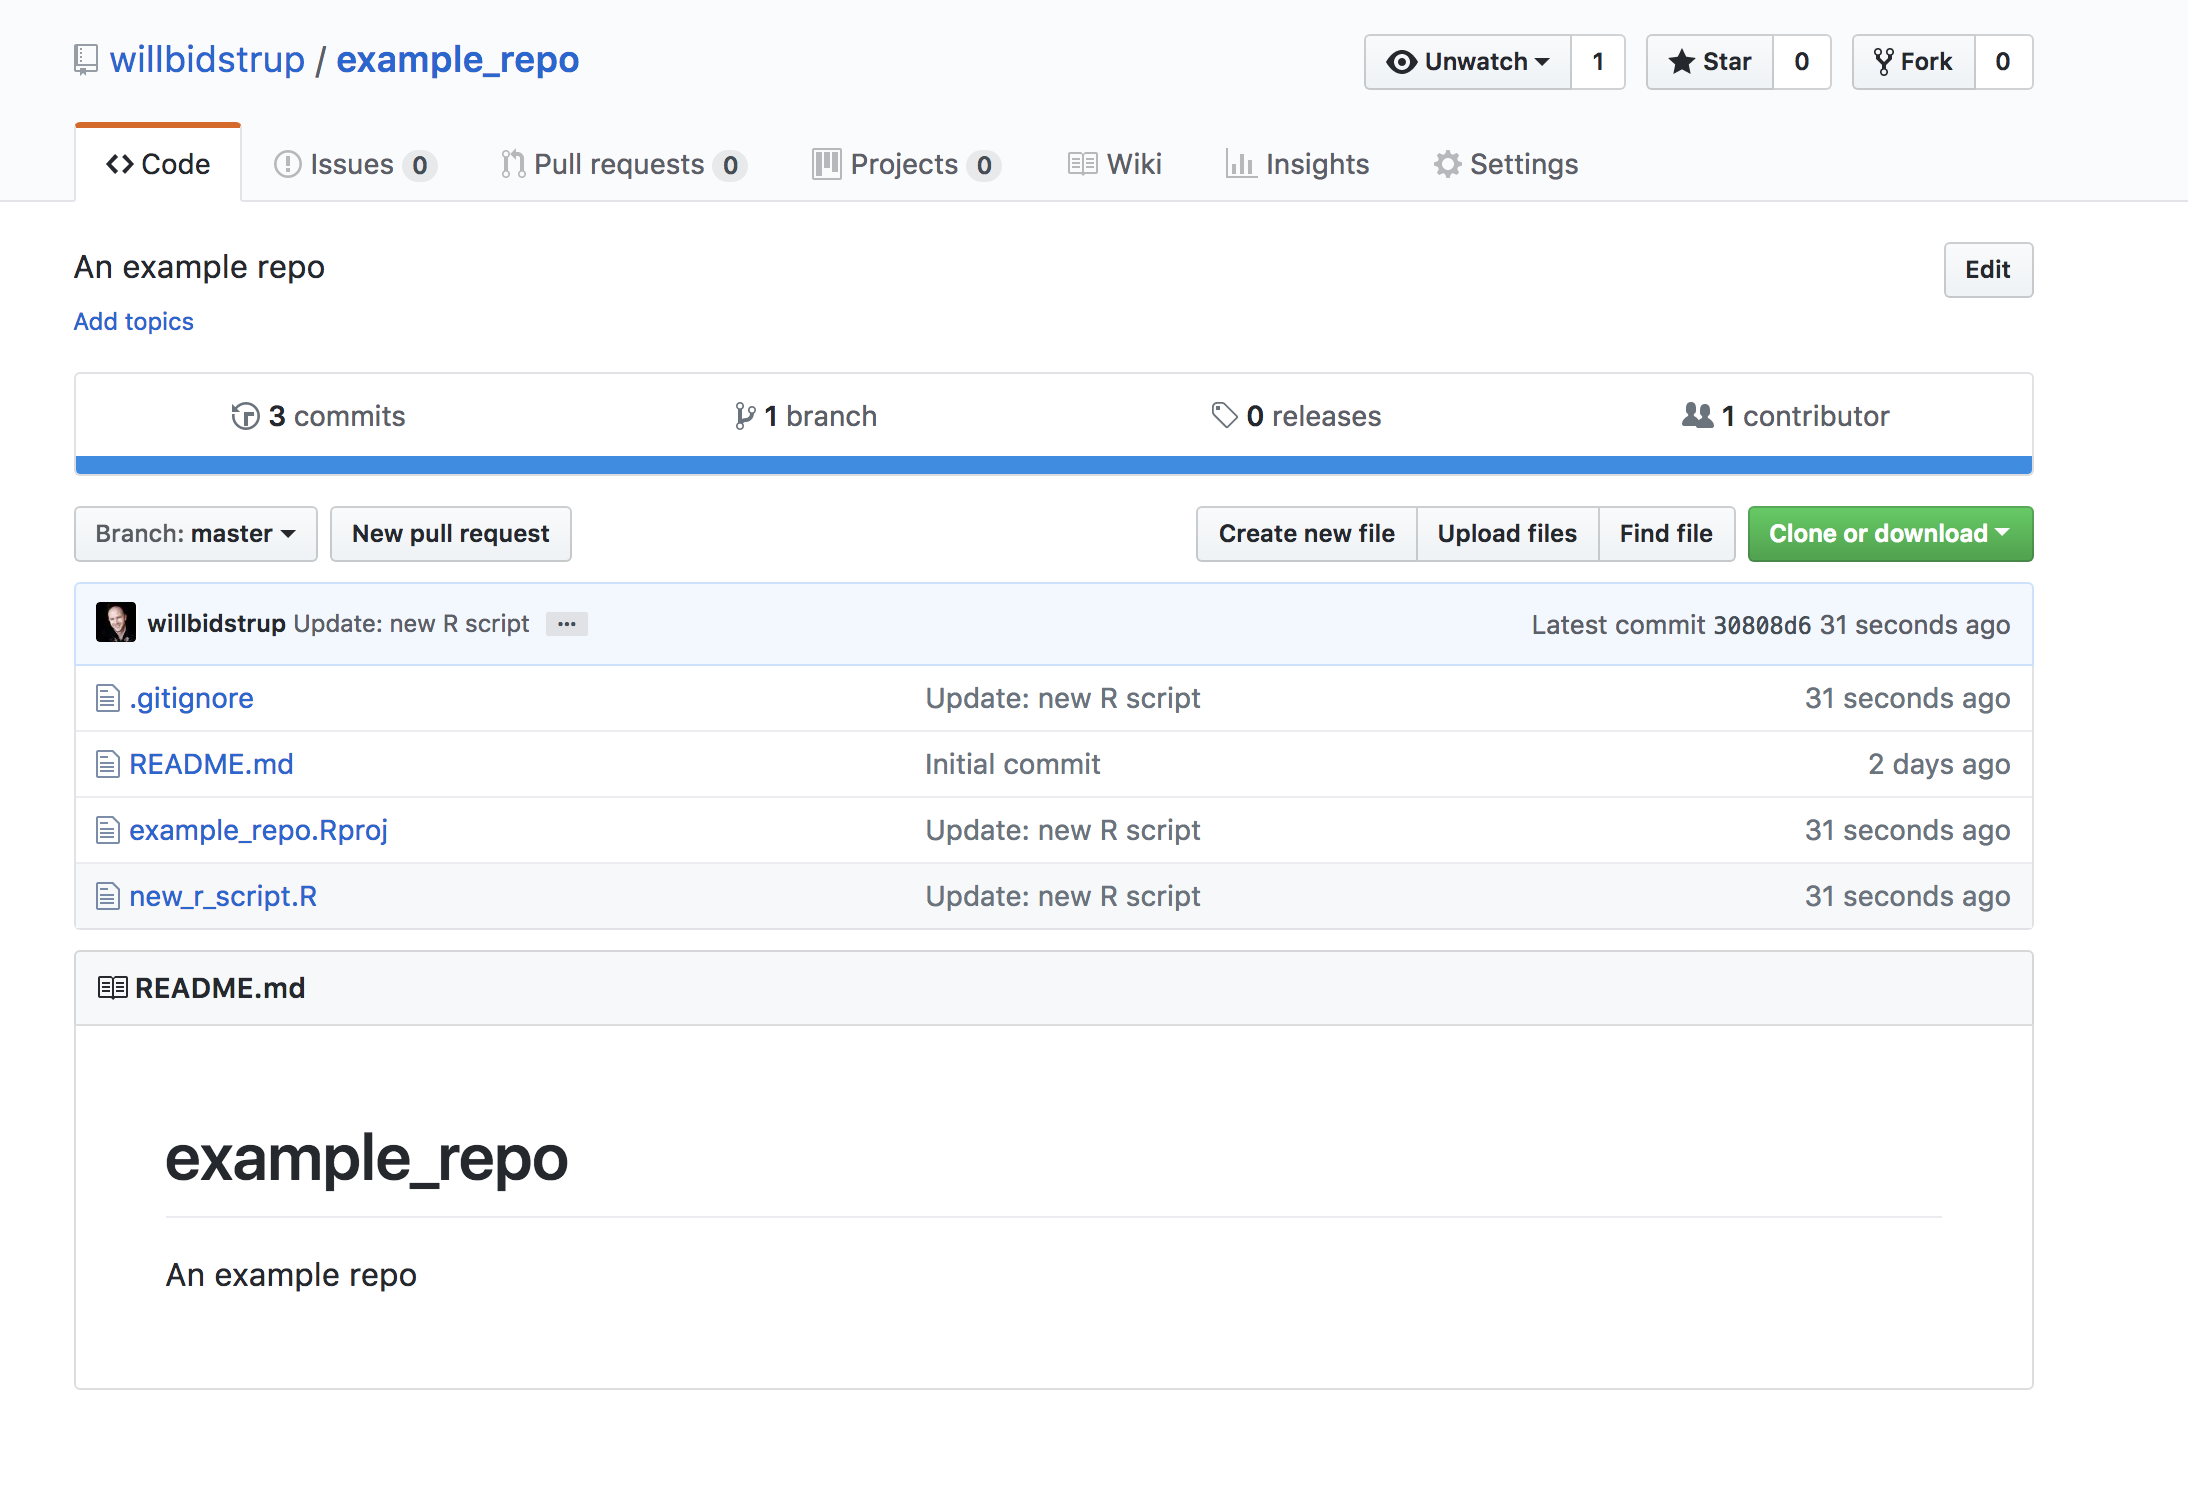 willbidstrup / example_repo
Unwatch 1 Star 0 Fork 0
Code Issues 0 Pull requests 0 Projects 0 Wiki Insights Settings
An example repo Edit
Add topics
3 commits 1 branch 0 releases 1 contributor
Branch: master New pull request Create new file Upload files Find file Clone or download
willbidstrup Update: new R script ... Latest commit 30808d6 31 seconds ago
.gitignore Update: new R script 31 seconds ago
README.md Initial commit 2 days ago
example_repo.Rproj Update: new R script 31 seconds ago
new_r_script.R Update: new R script 31 seconds ago
README.md
example_repo
An example repo